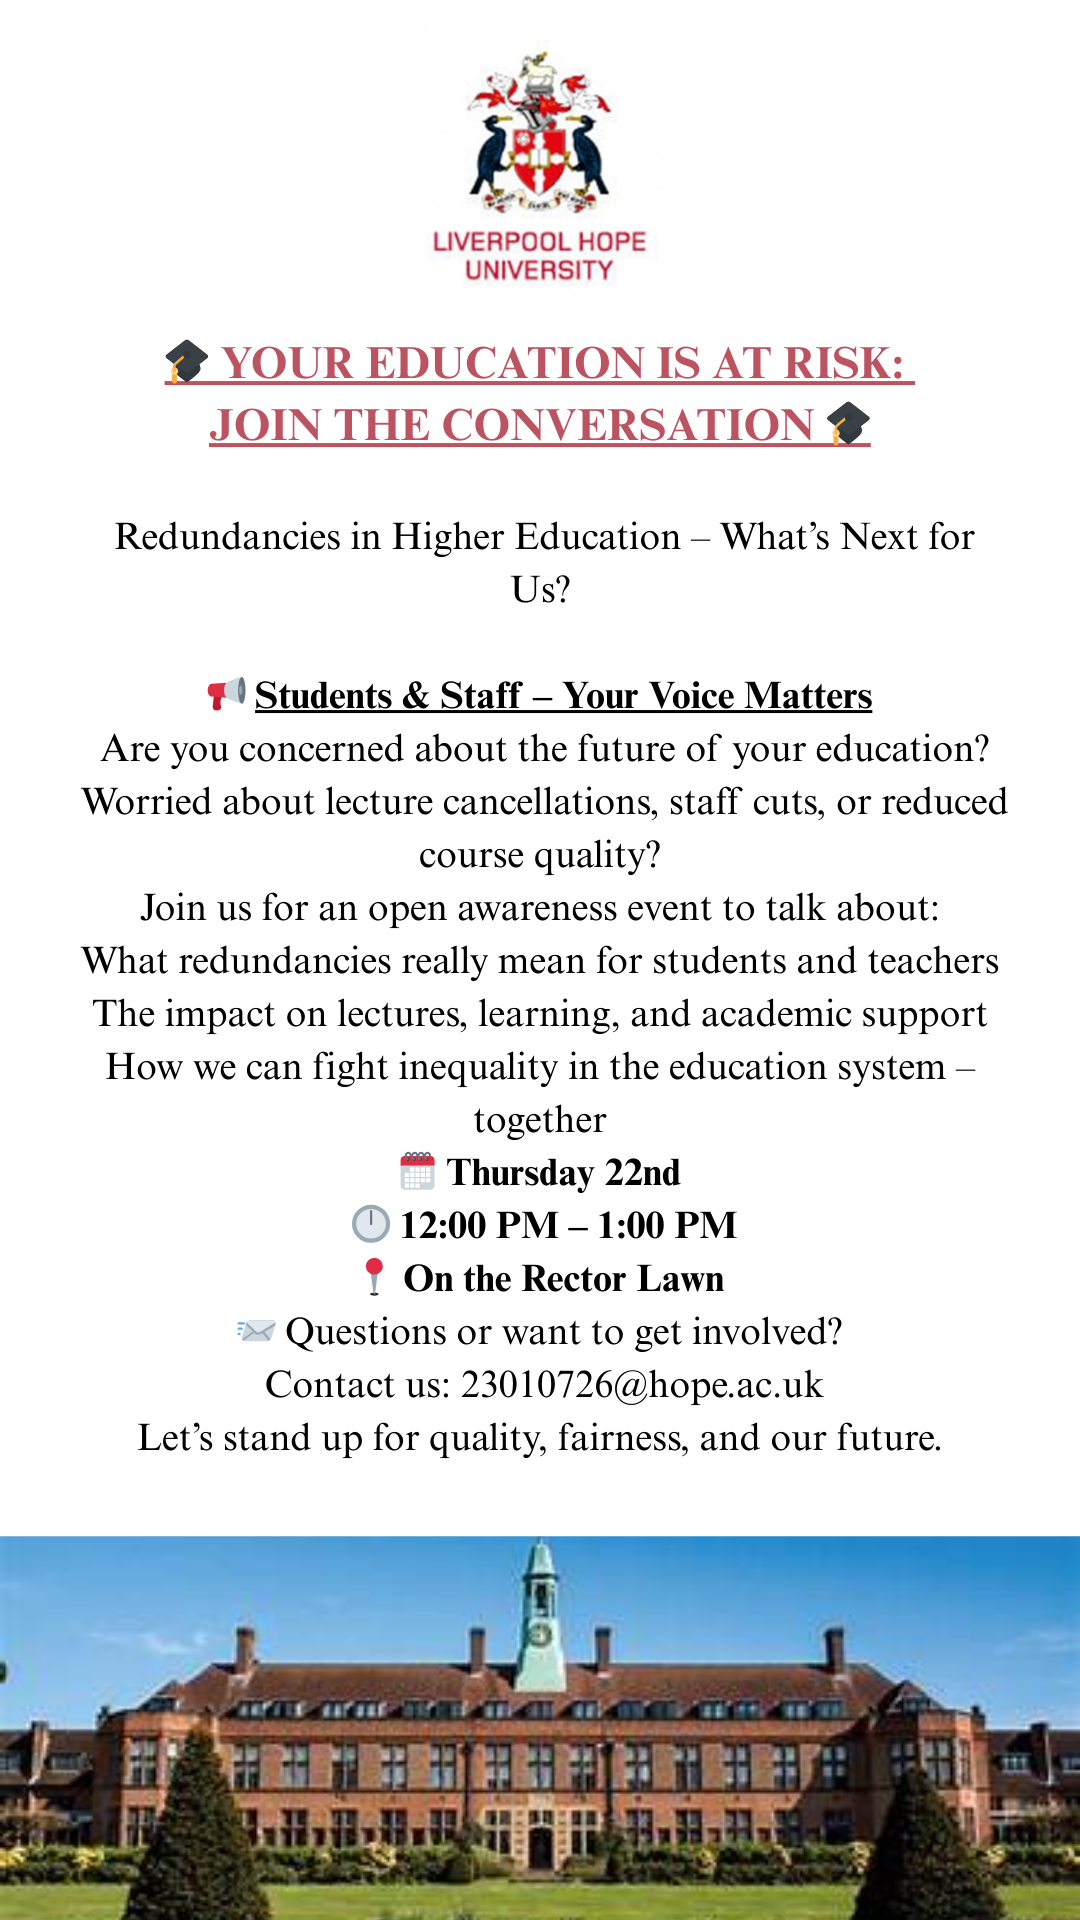 LIVERPOOL HOPE
UNIVERSITY
🎓 YOUR EDUCATION IS AT RISK:
JOIN THE CONVERSATION 🎓
Redundancies in Higher Education – What’s Next for
Us?
📢 Students & Staff – Your Voice Matters
Are you concerned about the future of your education?
Worried about lecture cancellations, staff cuts, or reduced
course quality?
Join us for an open awareness event to talk about:
What redundancies really mean for students and teachers
The impact on lectures, learning, and academic support
How we can fight inequality in the education system –
together
🗓️ Thursday 22nd
🕛 12:00 PM – 1:00 PM
📍 On the Rector Lawn
📨 Questions or want to get involved?
Contact us: 23010726@hope.ac.uk
Let’s stand up for quality, fairness, and our future.